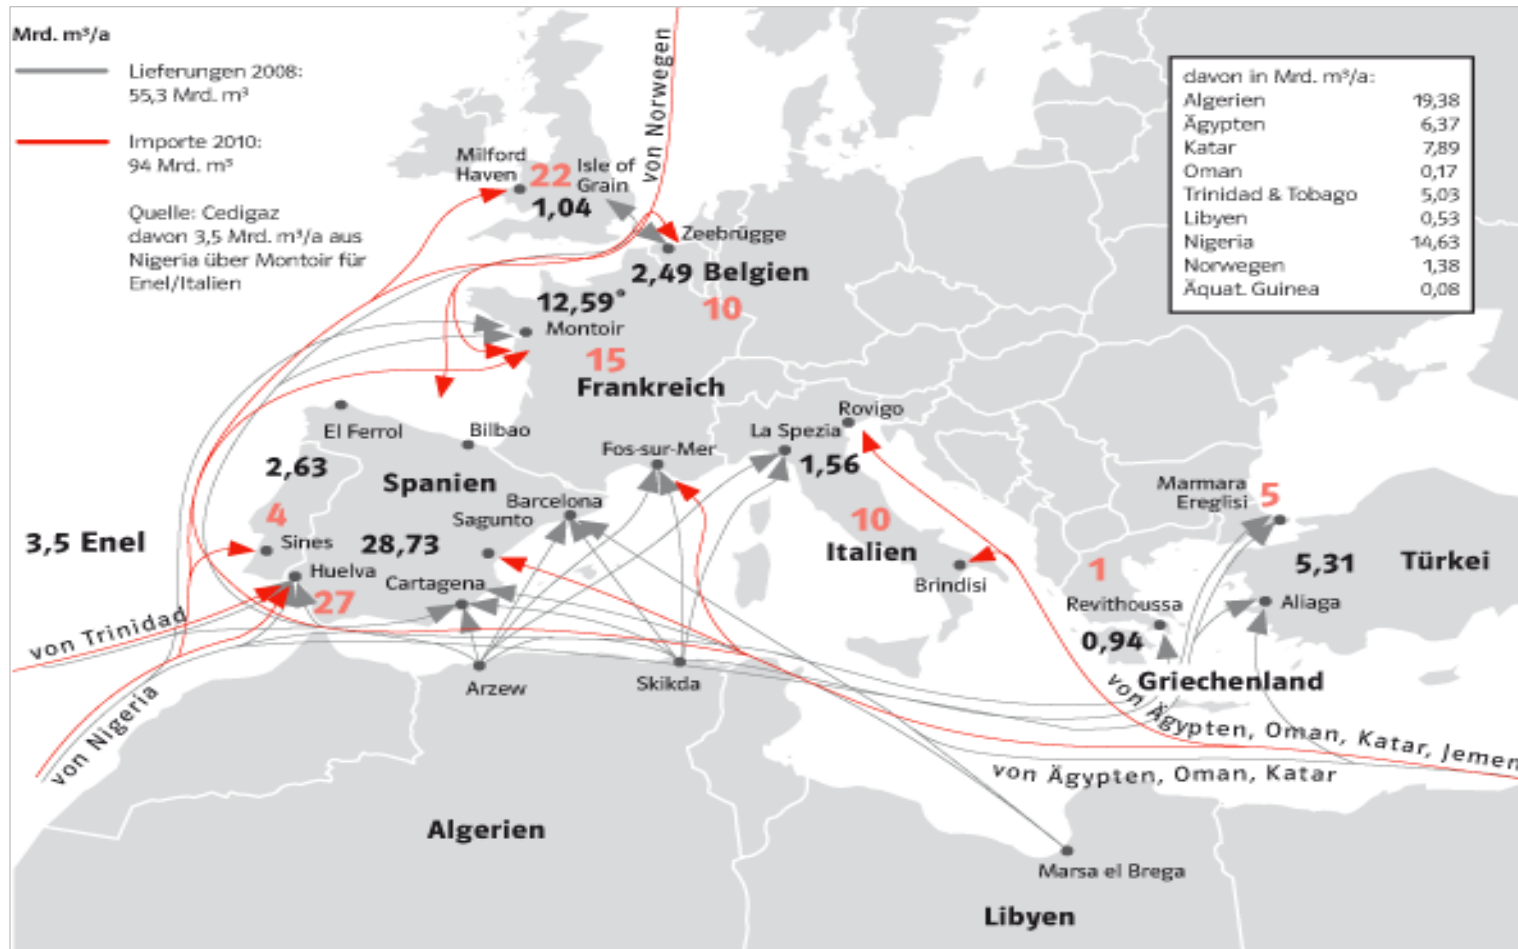 Mrd. m³/a
Lieferungen 2008:
55,3 Mrd. m³
Importe 2010:
94 Mrd. m³
Quelle: Cedigaz
davon 3,5 Mrd. m³/a aus
Nigeria über Montoir für
Enel/Italien
davon in Mrd. m³/a:
Algerien 19,38
Ägypten 6,37
Katar 7,89
Oman 0,17
Trinidad & Tobago 5,03
Libyen 0,53
Nigeria 14,63
Norwegen 1,38
Äquat. Guinea 0,08
von Norwegen
Milford
Haven
22
Isle of
Grain
1,04
Zeebrügge
2,49 Belgien
10
12,59*
Montoir
15
Frankreich
El Ferrol
Bilbao
Fos-sur-Mer
La Spezia
Rovigo
1,56
2,63
Spanien
Barcelona
Sagunto
4
Sines
28,73
3,5 Enel
Huelva
27
Cartagena
10
Italien
Brindisi
Marmara
Ereglisi
5
5,31
Türkei
1
Revithoussa
Aliaga
0,94
Griechenland
von Trinidad
von Nigeria
Arzew
Skikda
von Ägypten, Oman, Katar, Jemen
von Ägypten, Oman, Katar
Algerien
Marsa el Brega
Libyen